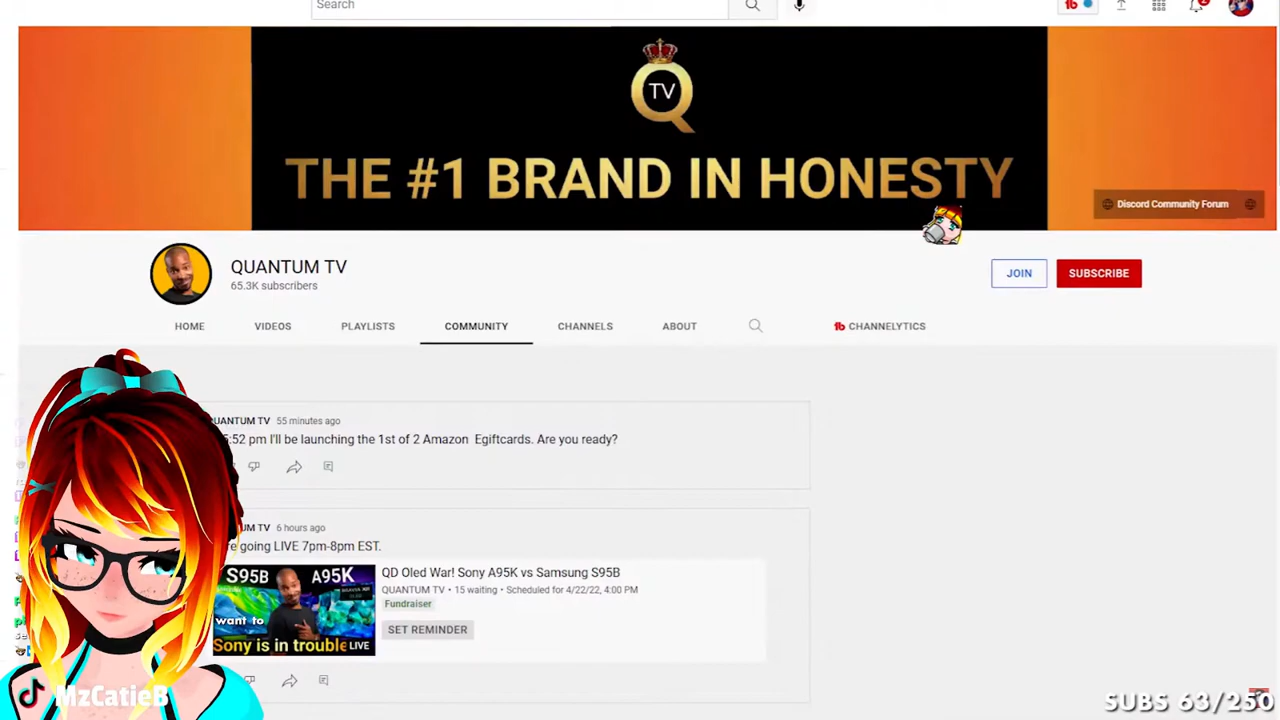 Search
TV
THE #1 BRAND IN HONESTY
Discord Community Forum
QUANTUM TV
65.3K subscribers
JOIN
SUBSCRIBE
HOME
VIDEOS
PLAYLISTS
COMMUNITY
CHANNELS
ABOUT
CHANNELYTICS
QUANTUM TV 55 minutes ago
5:52 pm I'll be launching the 1st of 2 Amazon Egiftcards. Are you ready?
UM TV 6 hours ago
re going LIVE 7pm-8pm EST.
S95B A95K
want to
Sony is in trouble LIVE
QD Oled War! Sony A95K vs Samsung S95B
QUANTUM TV • 15 waiting • Scheduled for 4/22/22, 4:00 PM
Fundraiser
SET REMINDER
MzCatieB
SUBS 63/250